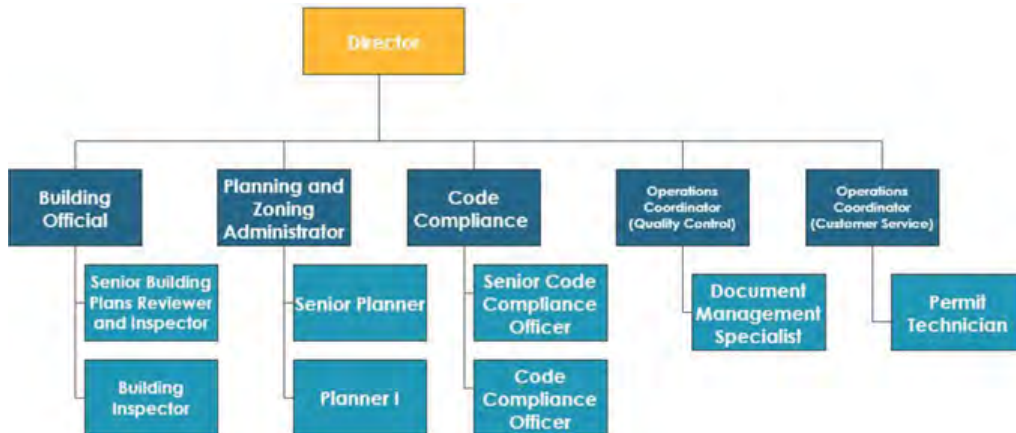 Director
Building
Official
Planning and
Zoning
Administrator
Code
Compliance
Operations
Coordinator
(Quality Control)
Operations
Coordinator
(Customer Service)
Senior Building
Plans Reviewer
and Inspector
Building
Inspector
Senior Planner
Planner I
Senior Code
Compliance
Officer
Code
Compliance
Officer
Document
Management
Specialist
Permit
Technician